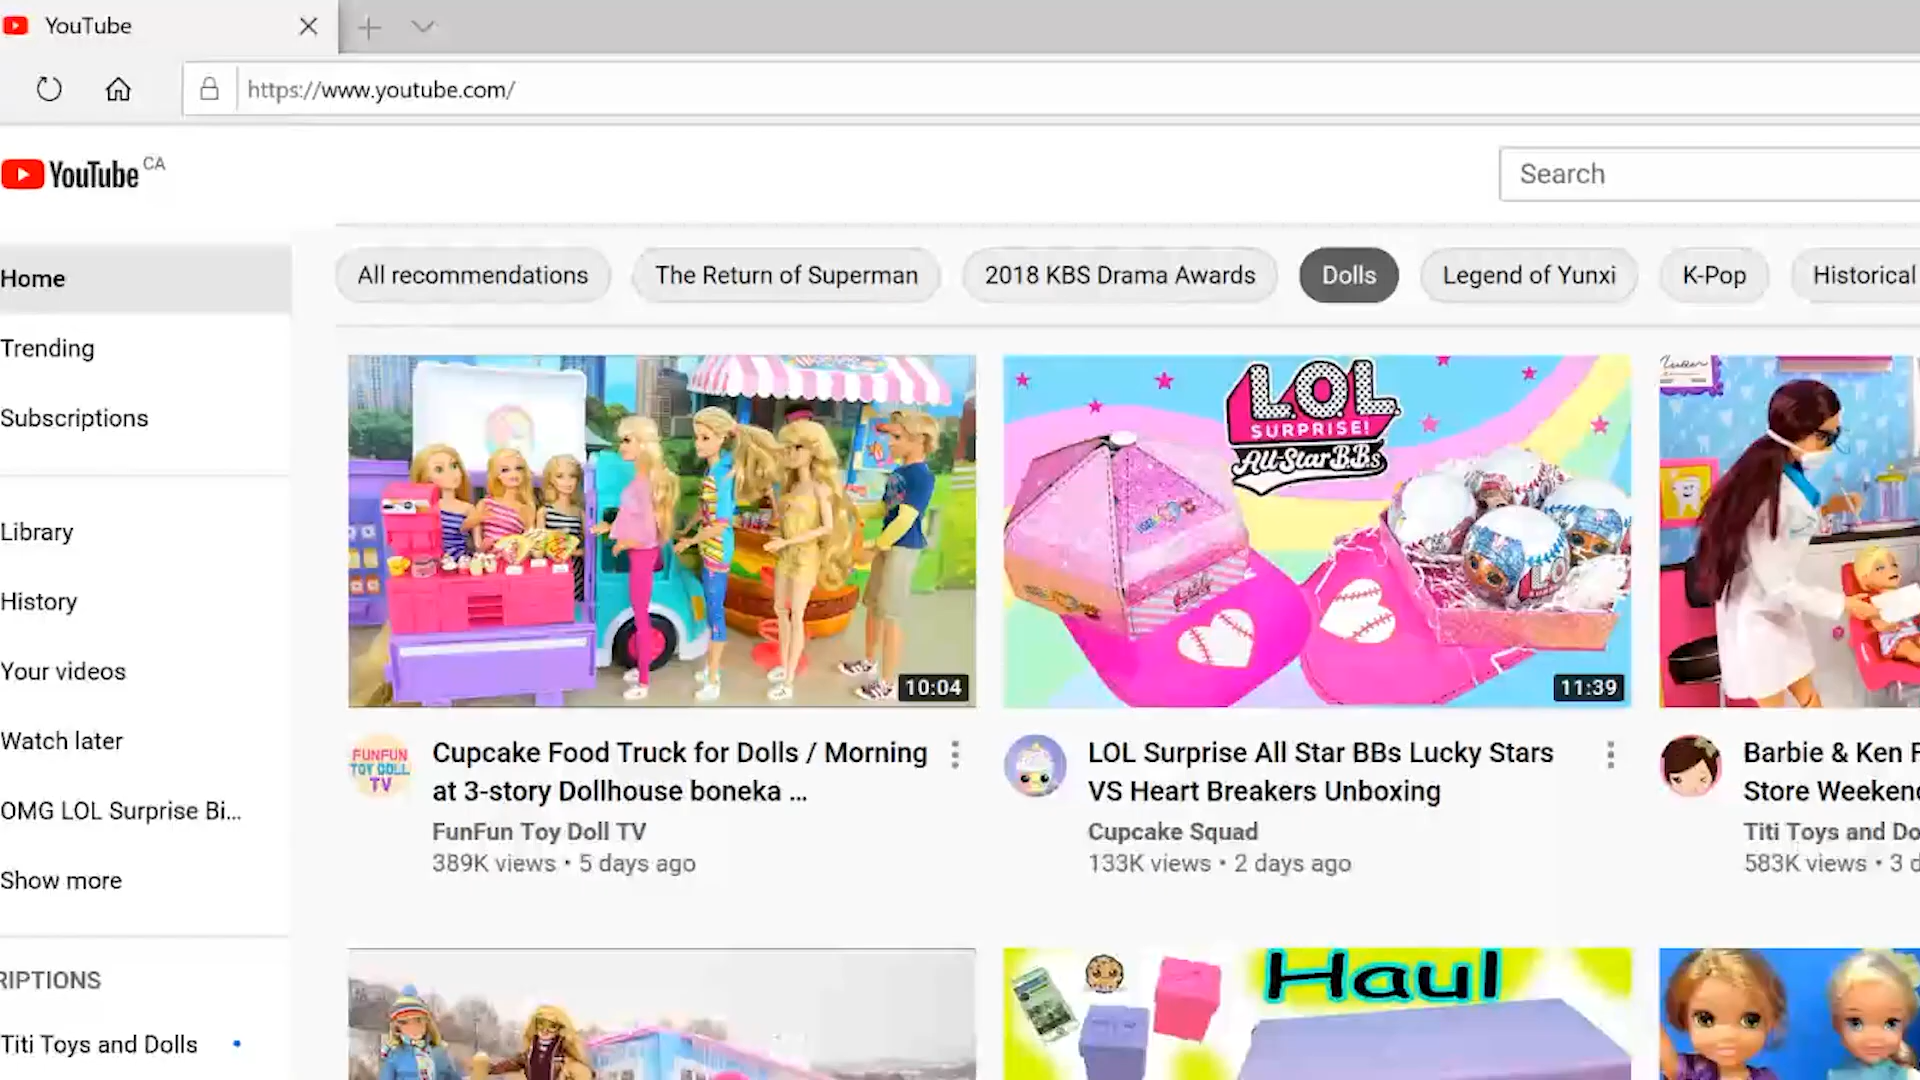 YouTube
https://www.youtube.com/
YouTube CA
Search
Home
Trending
Subscriptions
Library
History
Your videos
Watch later
OMG LOL Surprise Bi...
Show more
RIPTIONS
Titi Toys and Dolls
All recommendations
The Return of Superman
2018 KBS Drama Awards
Dolls
Legend of Yunxi
K-Pop
Historical
10:04
FUNFUN
TOY DOLL
TV
Cupcake Food Truck for Dolls / Morning
at 3-story Dollhouse boneka ...
FunFun Toy Doll TV
389K views • 5 days ago
LOL
SURPRISE!
All-Star B.B.s
11:39
LOL Surprise All Star BBs Lucky Stars
VS Heart Breakers Unboxing
Cupcake Squad
133K views • 2 days ago
Barbie & Ken
Store
Titi Toys and
583K views • 3
Haul